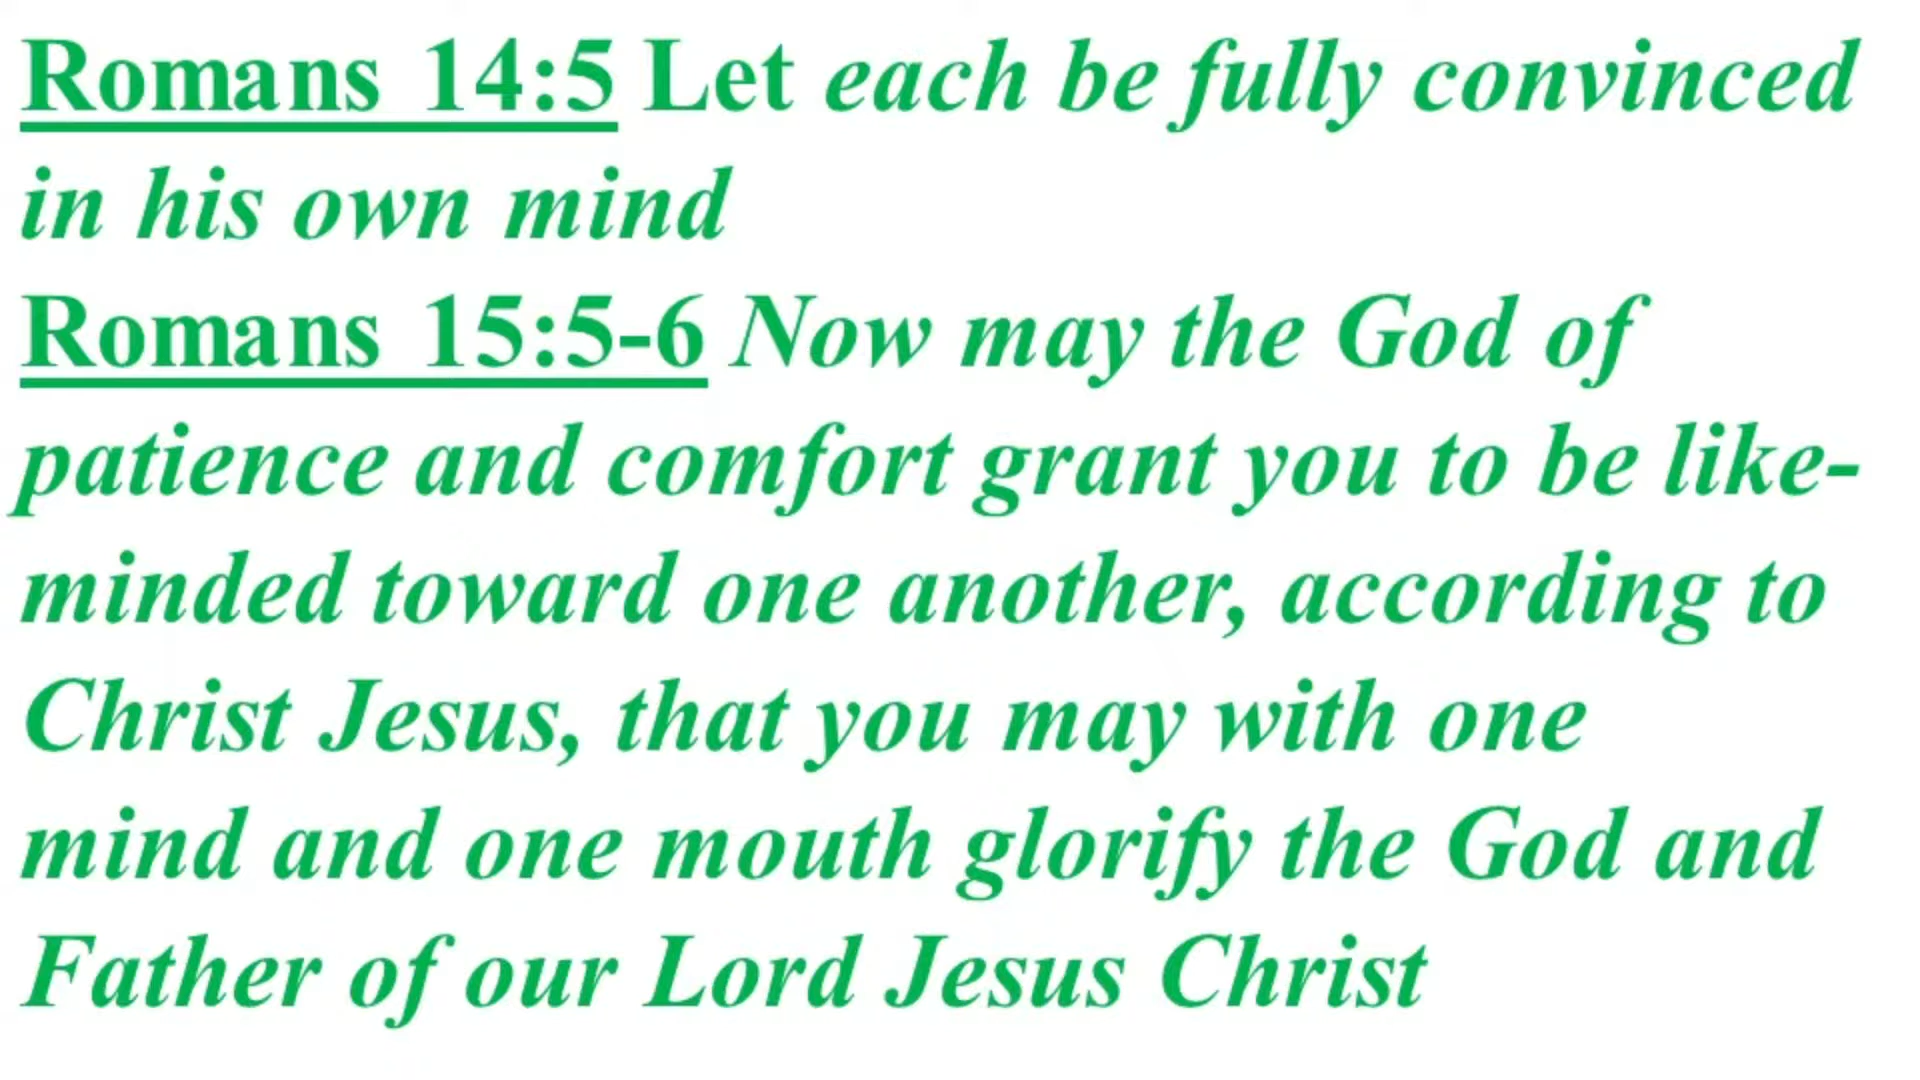 Romans 14:5 Let each be fully convinced
in his own mind
Romans 15:5-6 Now may the God of
patience and comfort grant you to be like-
minded toward one another, according to
Christ Jesus, that you may with one
mind and one mouth glorify the God and
Father of our Lord Jesus Christ